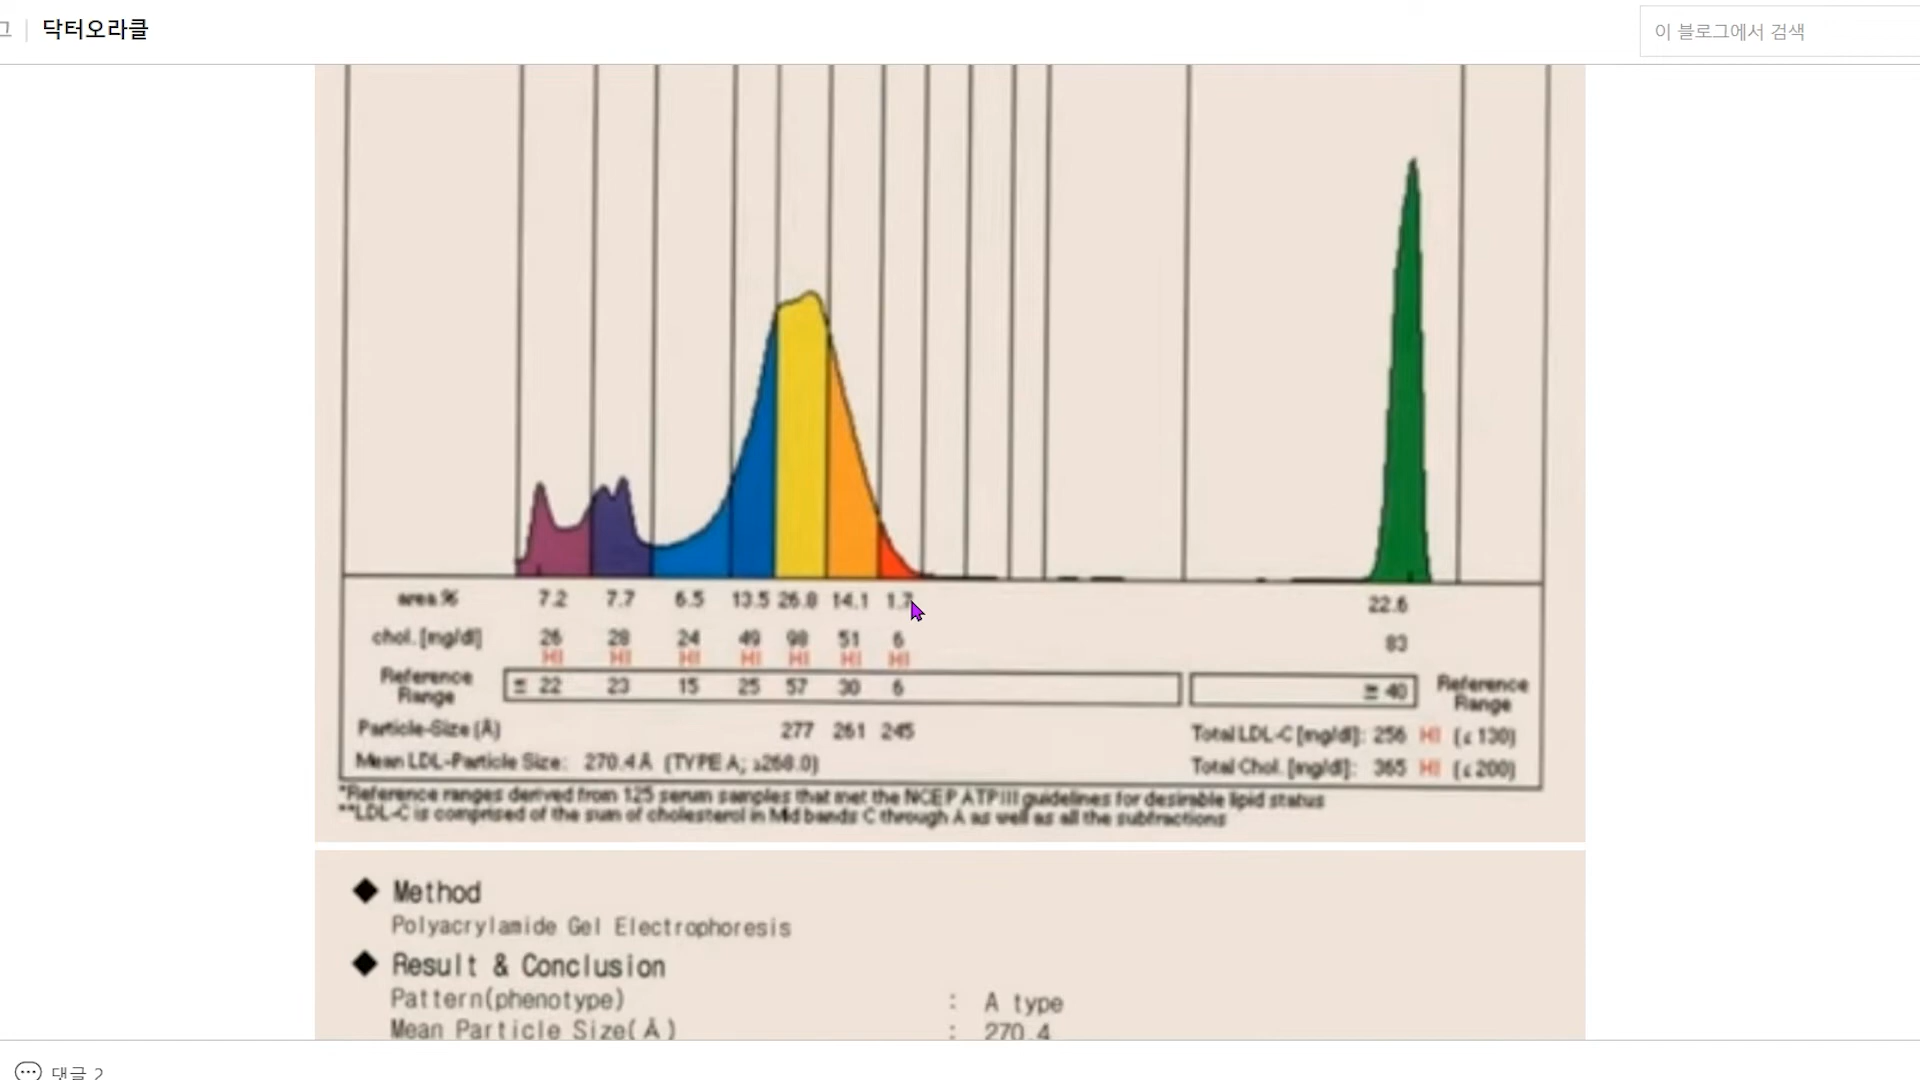 그 | 닥터오라클
이 블로그에서 검색
area % 7.2 7.7 6.5 13.5 26.8 14.1 1.7 22.6
chol. [mg/dl] 26 28 24 49 98 51 6 83
HI HI HI HI HI HI HI
Reference Range ≤ 22 23 15 25 57 30 6 ≥ 40 Reference Range
Particle-Size (Å) 277 261 245
Total LDL-C [mg/dl]: 256 HI (≤ 130)
Mean LDL-Particle Size: 270.4 Å (TYPE A; ≥268.0)
Total Chol. [mg/dl]: 365 HI (≤ 200)
*Reference ranges derived from 125 serum samples that met the NCEP ATP III guidelines for desirable lipid status
**LDL-C is comprised of the sum of cholesterol in Mid bands C through A as well as all the subfractions
◆ Method
Polyacrylamide Gel Electrophoresis
◆ Result & Conclusion
Pattern(phenotype) : A type
Mean Particle Size(Å) : 270.4
댓글 2